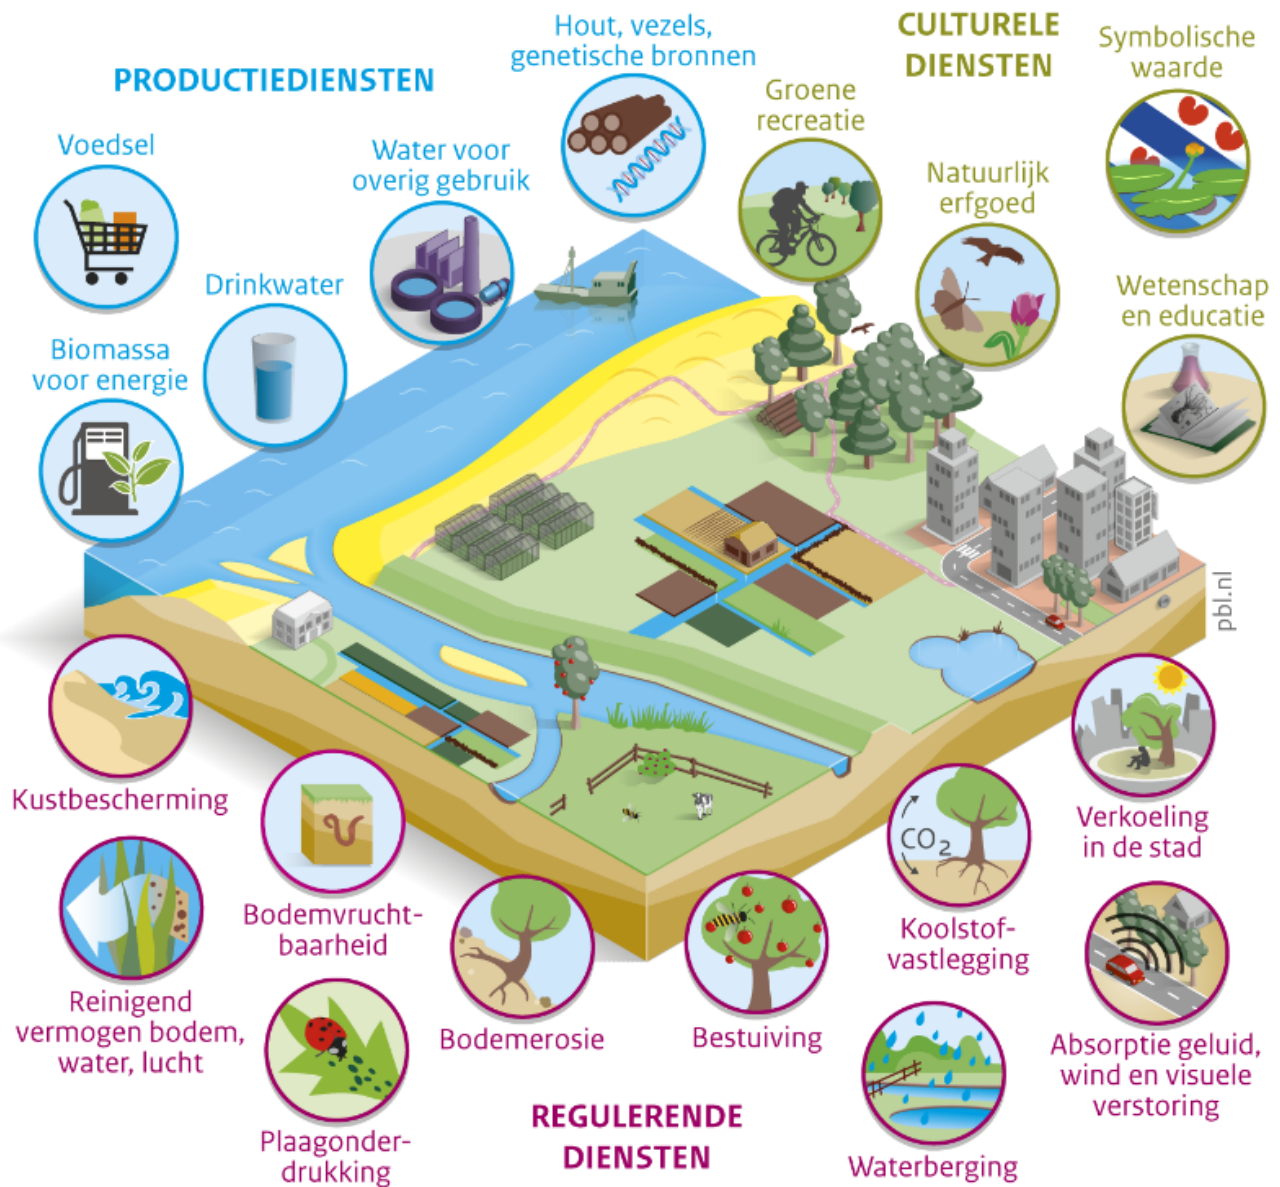 PRODUCTIEDIENSTEN
Hout, vezels,
genetische bronnen
CULTURELE
DIENSTEN
Symbolische
waarde
Groene
recreatie
Voedsel
Water voor
overig gebruik
Natuurlijk
erfgoed
Drinkwater
Wetenschap
en educatie
Biomassa
voor energie
pbl.nl
Kustbescherming
Verkoeling
in de stad
CO2
Bodemvrucht-
baarheid
Koolstof-
vastlegging
Reinigend
vermogen bodem,
water, lucht
Bodemerosie
Bestuiving
Absorptie geluid,
wind en visuele
verstoring
Plaagonder-
drukking
REGULERENDE
DIENSTEN
Waterberging